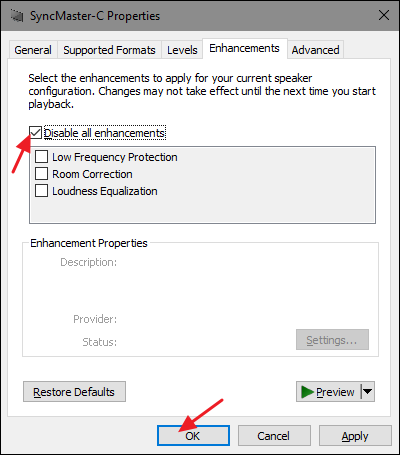 SyncMaster-C Properties
General Supported Formats Levels Enhancements Advanced
Select the enhancements to apply for your current speaker
configuration. Changes may not take effect until the next time you start
playback.
Disable all enhancements
Low Frequency Protection
Room Correction
Loudness Equalization
Enhancement Properties
Description:
Provider:
Status:
Settings...
Restore Defaults
Preview
OK Cancel Apply